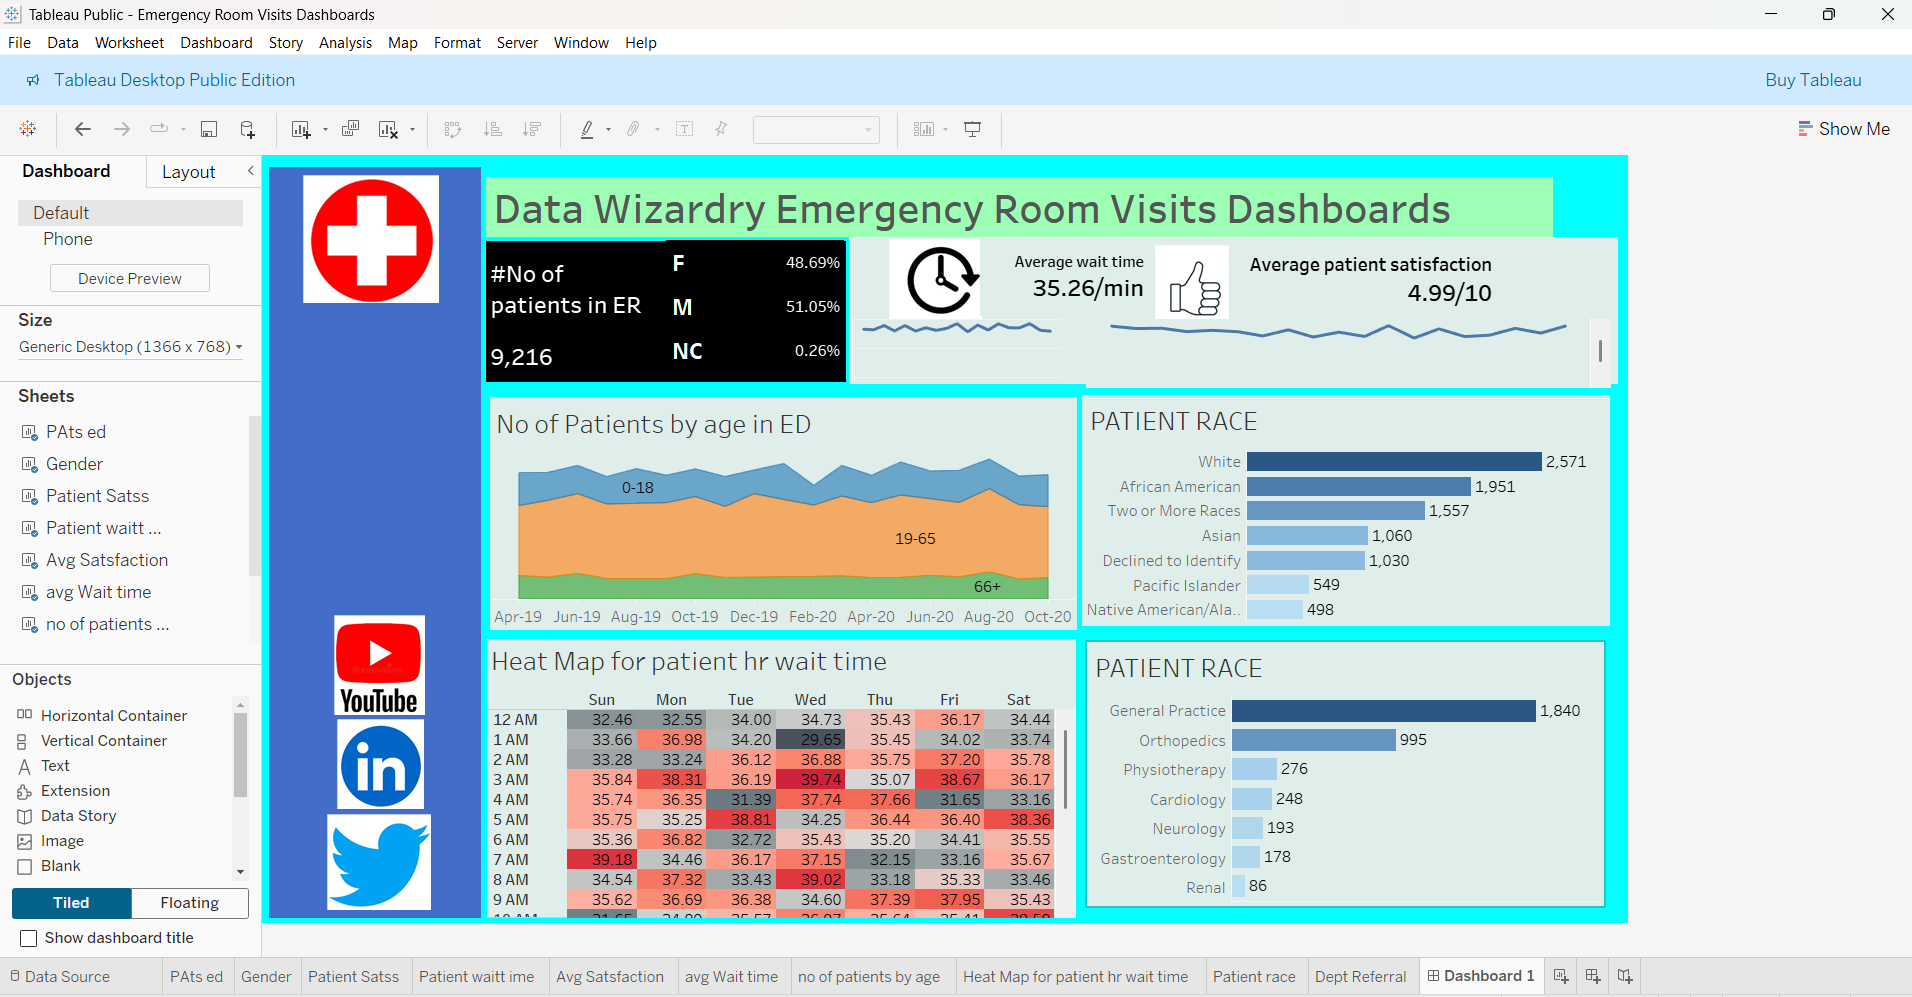 Tableau Public - Emergency Room Visits Dashboards
File Data Worksheet Dashboard Story Analysis Map Format Server Window Help
Tableau Desktop Public Edition
Buy Tableau
Show Me
Dashboard
Layout
Default
Phone
Device Preview
Size
Generic Desktop (1366 x 768)
Sheets
PAts ed
Gender
Patient Satss
Patient waitt ...
Avg Satsfaction
avg Wait time
no of patients ...
Objects
Horizontal Container
Vertical Container
Text
Extension
Data Story
Image
Blank
Tiled
Floating
Show dashboard title
Data Wizardry Emergency Room Visits Dashboards
#No of
patients in ER
9,216
F 48.69%
M 51.05%
NC 0.26%
Average wait time
35.26/min
Average patient satisfaction
4.99/10
No of Patients by age in ED
0-18
19-65
66+
Apr-19 Jun-19 Aug-19 Oct-19 Dec-19 Feb-20 Apr-20 Jun-20 Aug-20 Oct-20
PATIENT RACE
White 2,571
African American 1,951
Two or More Races 1,557
Asian 1,060
Declined to Identify 1,030
Pacific Islander 549
Native American/Ala.. 498
YouTube
in
Heat Map for patient hr wait time
Sun Mon Tue Wed Thu Fri Sat
12 AM 32.46 32.55 34.00 34.73 35.43 36.17 34.44
1 AM 33.66 36.98 34.20 29.65 35.45 34.02 33.74
2 AM 33.28 33.24 36.12 36.88 35.75 37.20 35.78
3 AM 35.84 38.31 36.19 39.74 35.07 38.67 36.17
4 AM 35.74 36.35 31.39 37.74 37.66 31.65 33.16
5 AM 35.75 35.25 38.81 34.25 36.44 36.40 38.36
6 AM 35.36 36.82 32.72 35.43 35.20 34.41 35.55
7 AM 39.18 34.46 36.17 37.15 32.15 33.16 35.67
8 AM 34.54 37.32 33.43 39.02 33.18 35.33 33.46
9 AM 35.62 36.69 36.38 34.60 37.39 37.95 35.43
PATIENT RACE
General Practice 1,840
Orthopedics 995
Physiotherapy 276
Cardiology 248
Neurology 193
Gastroenterology 178
Renal 86
Data Source PAts ed Gender Patient Satss Patient waitt ime Avg Satsfaction avg Wait time no of patients by age Heat Map for patient hr wait time Patient race Dept Referral Dashboard 1